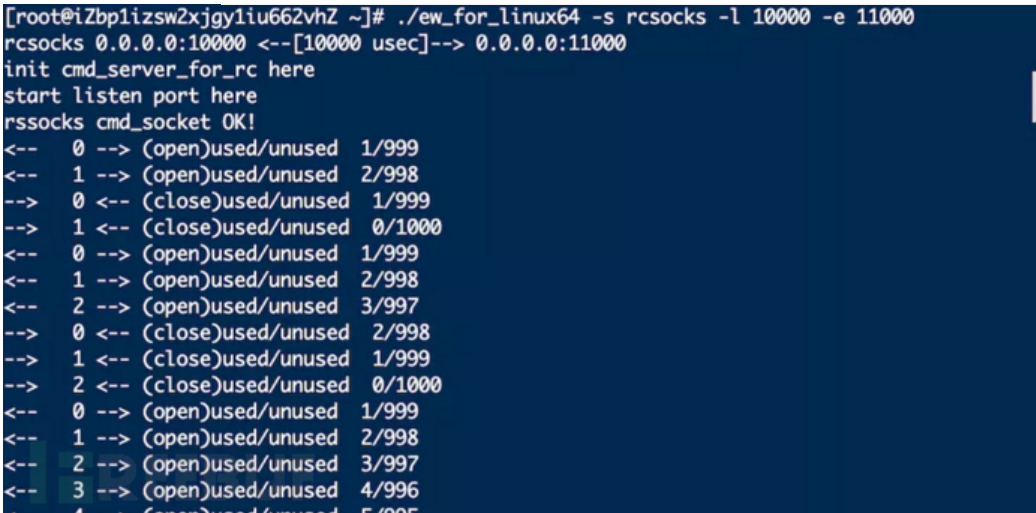 [root@iZbp1izsw2xjgy1iu662vhZ ~]# ./ew_for_linux64 -s rcsocks -l 10000 -e 11000
rcsocks 0.0.0.0:10000 <--[10000 usec]--> 0.0.0.0:11000
init cmd_server_for_rc here
start listen port here
rssocks cmd_socket OK!
<--   0 --> (open)used/unused  1/999
<--   1 --> (open)used/unused  2/998
-->   0 <-- (close)used/unused  1/999
-->   1 <-- (close)used/unused  0/1000
<--   0 --> (open)used/unused  1/999
<--   1 --> (open)used/unused  2/998
<--   2 --> (open)used/unused  3/997
-->   0 <-- (close)used/unused  2/998
-->   1 <-- (close)used/unused  1/999
-->   2 <-- (close)used/unused  0/1000
<--   0 --> (open)used/unused  1/999
<--   1 --> (open)used/unused  2/998
<--   2 --> (open)used/unused  3/997
<--   3 --> (open)used/unused  4/996